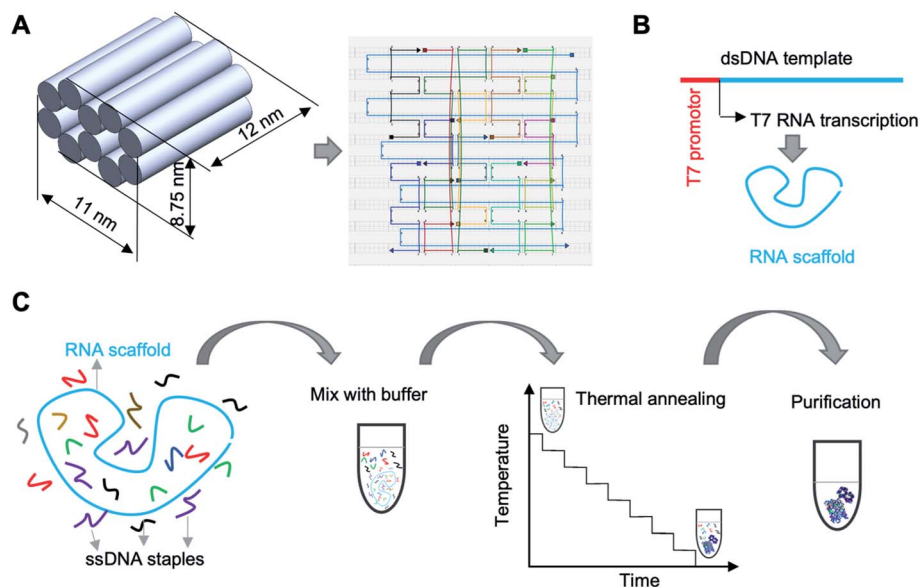 A
12 nm
8.75 nm
11 nm
B
dsDNA template
T7 promotor
T7 RNA transcription
RNA scaffold
C
RNA scaffold
ssDNA staples
Mix with buffer
Thermal annealing
Temperature
Time
Purification